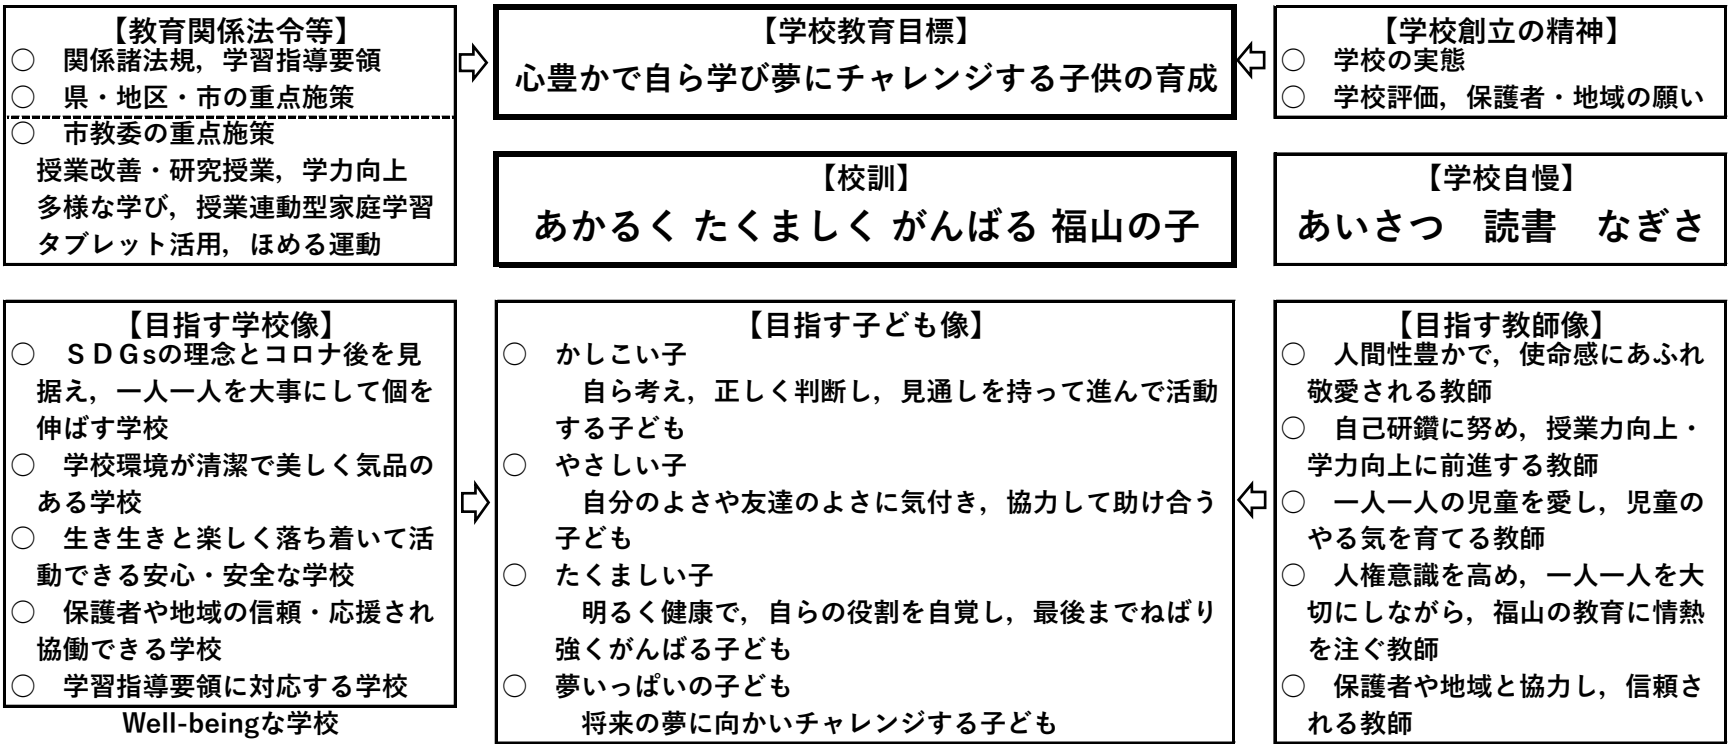 【教育関係法令等】
○ 関係諸法規，学習指導要領
○ 県・地区・市の重点施策
○ 市教委の重点施策
授業改善・研究授業，学力向上
多様な学び，授業連動型家庭学習
タブレット活用，ほめる運動
【学校教育目標】
心豊かで自ら学び夢にチャレンジする子供の育成
【学校創立の精神】
○ 学校の実態
○ 学校評価，保護者・地域の願い
【校訓】
あかるく たくましく がんばる 福山の子
【学校自慢】
あいさつ 読書 なぎさ
【目指す学校像】
○ ＳＤＧsの理念とコロナ後を見
据え，一人一人を大事にして個を
伸ばす学校
○ 学校環境が清潔で美しく気品の
ある学校
○ 生き生きと楽しく落ち着いて活
動できる安心・安全な学校
○ 保護者や地域の信頼・応援され
協働できる学校
○ 学習指導要領に対応する学校
Well-beingな学校
【目指す子ども像】
○ かしこい子
自ら考え，正しく判断し，見通しを持って進んで活動
する子ども
○ やさしい子
自分のよさや友達のよさに気付き，協力して助け合う
子ども
○ たくましい子
明るく健康で，自らの役割を自覚し，最後までねばり
強くがんばる子ども
○ 夢いっぱいの子ども
将来の夢に向かいチャレンジする子ども
【目指す教師像】
○ 人間性豊かで，使命感にあふれ
敬愛される教師
○ 自己研鑽に努め，授業力向上・
学力向上に前進する教師
○ 一人一人の児童を愛し，児童の
やる気を育てる教師
○ 人権意識を高め，一人一人を大
切にしながら，福山の教育に情熱
を注ぐ教師
○ 保護者や地域と協力し，信頼さ
れる教師